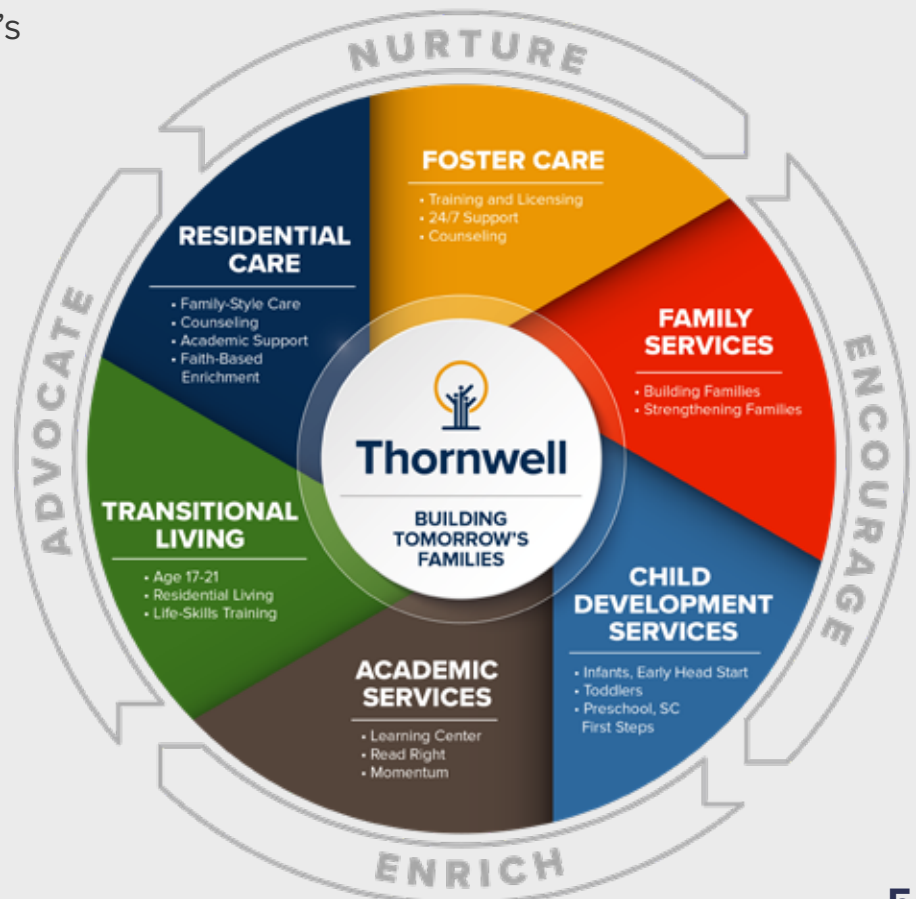 's
NURTURE
FOSTER CARE
• Training and Licensing
• 24/7 Support
• Counseling
RESIDENTIAL
CARE
• Family-Style Care
• Counseling
• Academic Support
• Faith-Based
Enrichment
FAMILY
SERVICES
• Building Families
• Strengthening Families
ADVOCATE
ENCOURAGE
Thornwell
BUILDING
TOMORROW'S
FAMILIES
TRANSITIONAL
LIVING
• Age 17-21
• Residential Living
• Life-Skills Training
CHILD
DEVELOPMENT
SERVICES
• Infants, Early Head Start
• Toddlers
• Preschool, SC
First Steps
ACADEMIC
SERVICES
• Learning Center
• Read Right
• Momentum
ENRICH